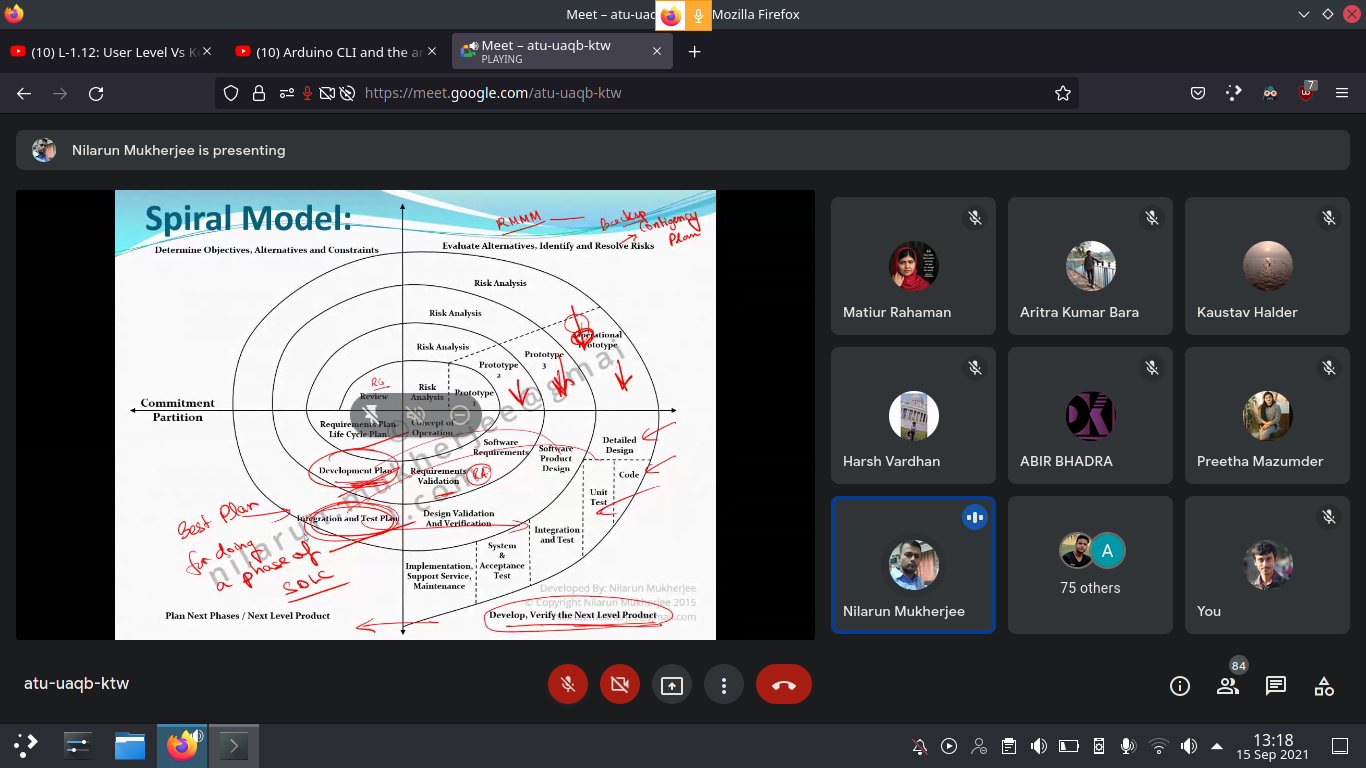 Meet – atu-uaq
Mozilla Firefox
(10) L-1.12: User Level Vs K
(10) Arduino CLI and the ar
Meet – atu-uaqb-ktw
PLAYING
https://meet.google.com/atu-uaqb-ktw
7
Nilarun Mukherjee is presenting
Spiral Model:
RMMM
Backup
Contigency
Plan
Determine Objectives, Alternatives and Constraints
Evaluate Alternatives, Identify and Resolve Risks
Risk Analysis
Risk Analysis
Risk Analysis
Operational
Prototype
Prototype
3
Prototype
2
RG
Review
Risk
Analysis
Prototype
Commitment
Partition
Requirements Plan
Life Cycle Plan
Concept of
Operation
Software
Requirements
Software
Product
Design
Detailed
Design
Development Plan
Requirements
Validation
RA
Code
Unit
Test
Integration and Test Plan
Design Validation
And Verification
Integration
and Test
System
&
Acceptance
Test
Implementation,
Support Service,
Maintenance
Best Plan
for doing
a phase of
SDLC
nilarun.mukherjee@gmai
.com
Developed By: Nilarun Mukherjee
© Copyright Nilarun Mukherjee 2015
Plan Next Phases / Next Level Product
Develop, Verify the Next Level Product
Matiur Rahaman
Aritra Kumar Bara
Kaustav Halder
Harsh Vardhan
ABIR BHADRA
Preetha Mazumder
Nilarun Mukherjee
A
75 others
You
atu-uaqb-ktw
84
13:18
15 Sep 2021